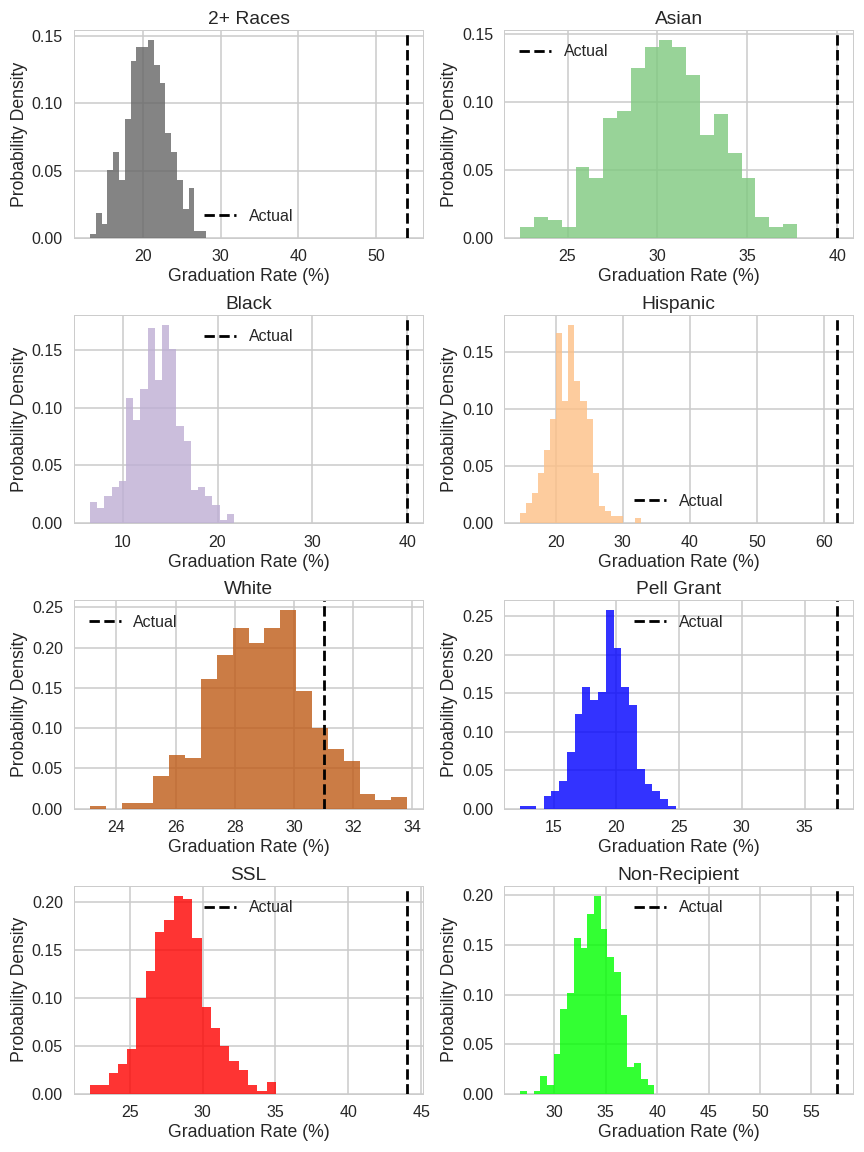 2+ Races
0.15
0.10
0.05
0.00
Probability Density
Actual
20 30 40 50
Graduation Rate (%)
Asian
0.15
0.10
0.05
0.00
Probability Density
Actual
25 30 35 40
Graduation Rate (%)
Black
0.15
0.10
0.05
0.00
Probability Density
Actual
10 20 30 40
Graduation Rate (%)
Hispanic
0.15
0.10
0.05
0.00
Probability Density
Actual
20 30 40 50 60
Graduation Rate (%)
White
0.25
0.20
0.15
0.10
0.05
0.00
Probability Density
Actual
24 26 28 30 32 34
Graduation Rate (%)
Pell Grant
0.25
0.20
0.15
0.10
0.05
0.00
Probability Density
Actual
15 20 25 30 35
Graduation Rate (%)
SSL
0.20
0.15
0.10
0.05
0.00
Probability Density
Actual
25 30 35 40 45
Graduation Rate (%)
Non-Recipient
0.20
0.15
0.10
0.05
0.00
Probability Density
Actual
30 35 40 45 50 55
Graduation Rate (%)